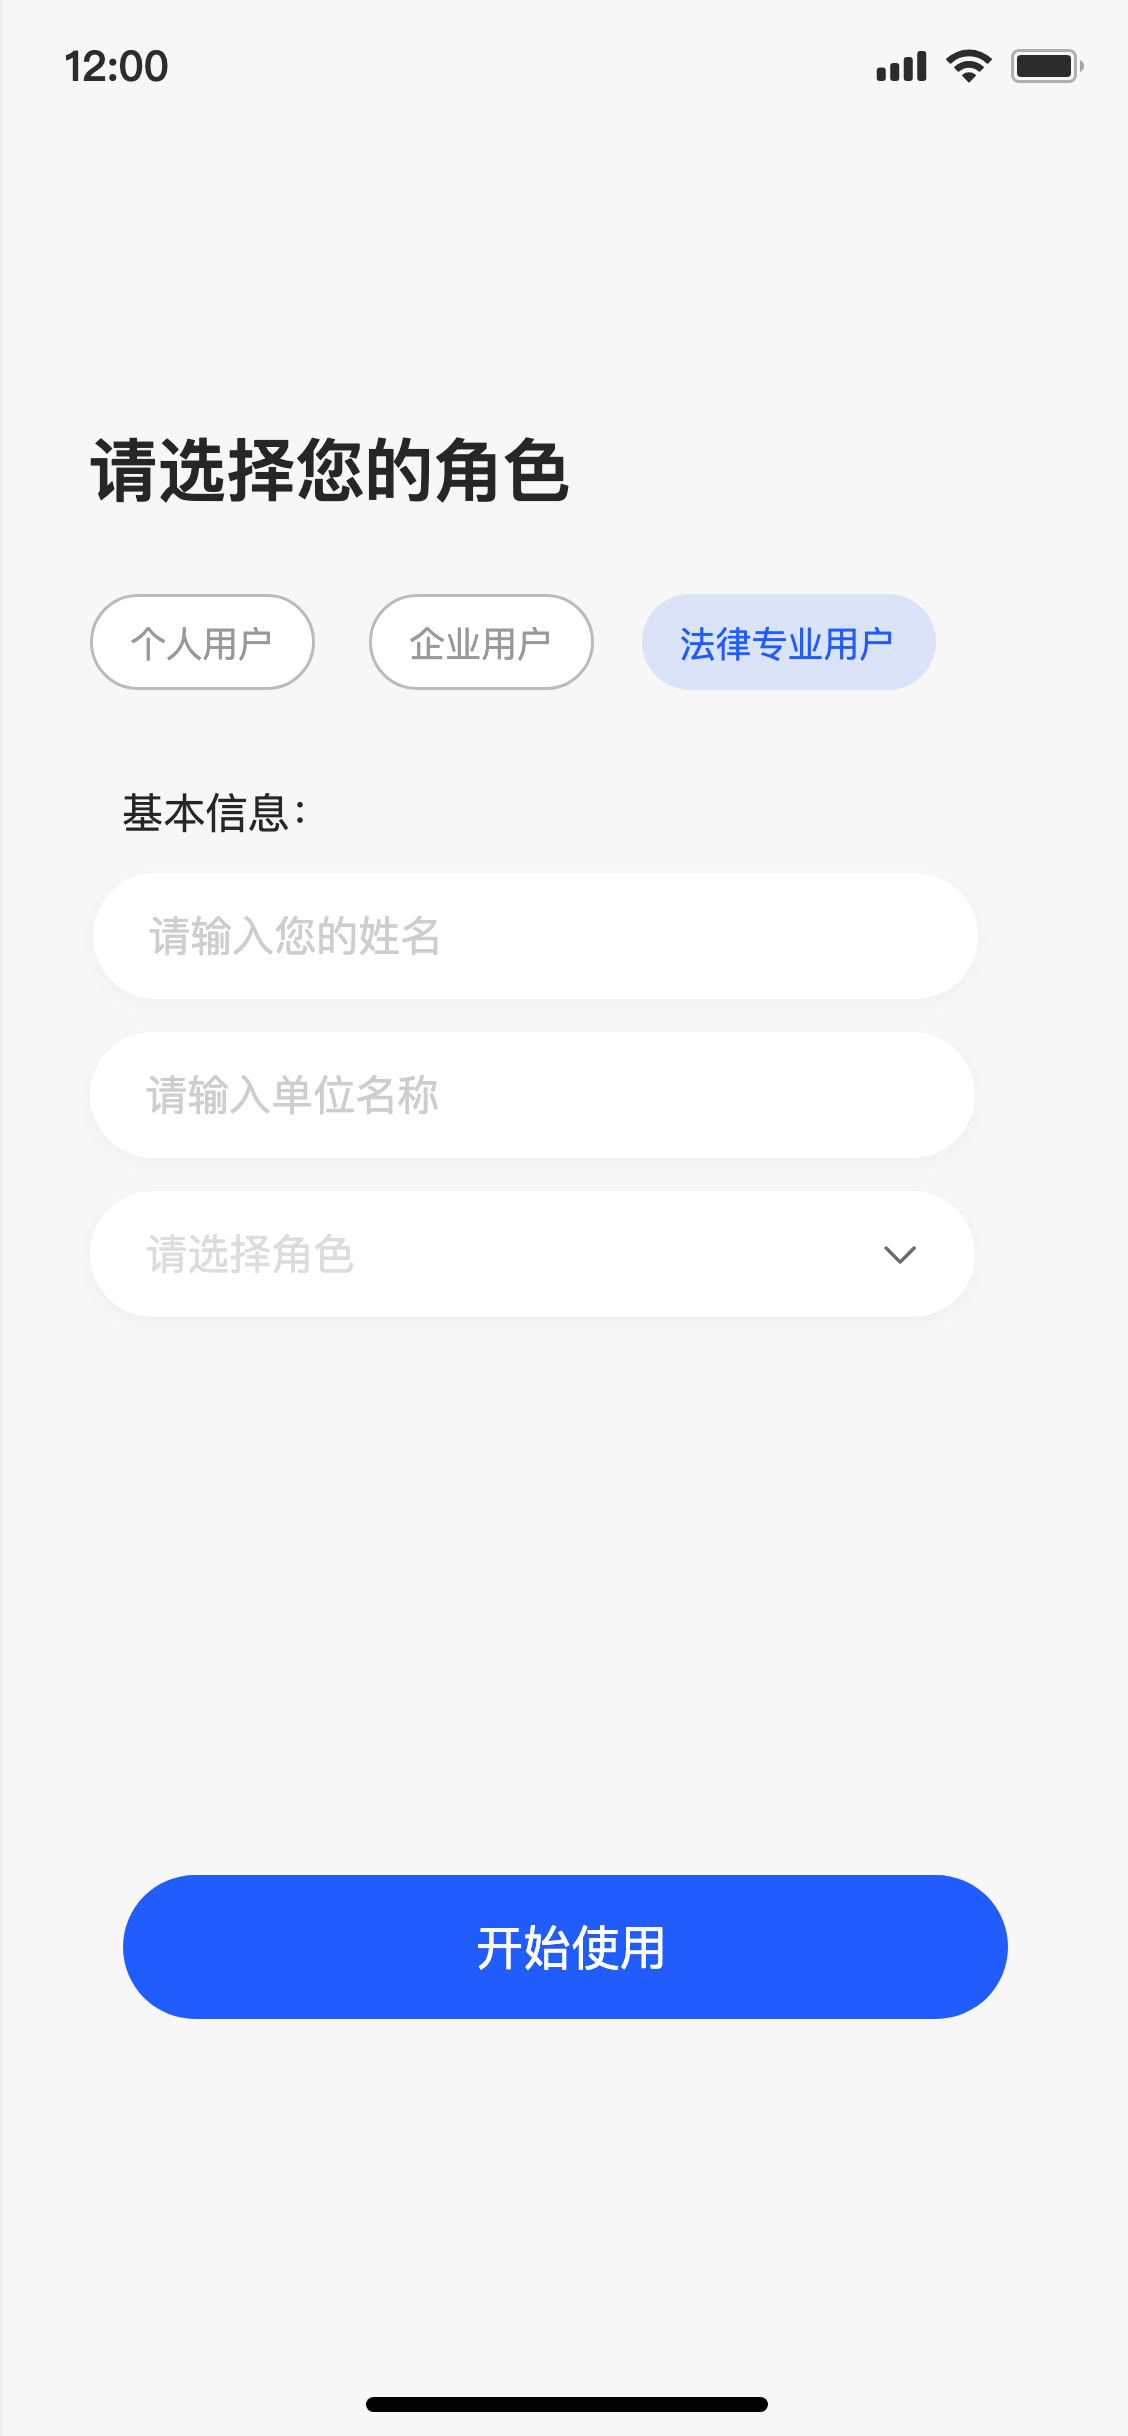 12:00
请选择您的角色
个人用户 企业用户 法律专业用户
基本信息：
请输入您的姓名
请输入单位名称
请选择角色
开始使用